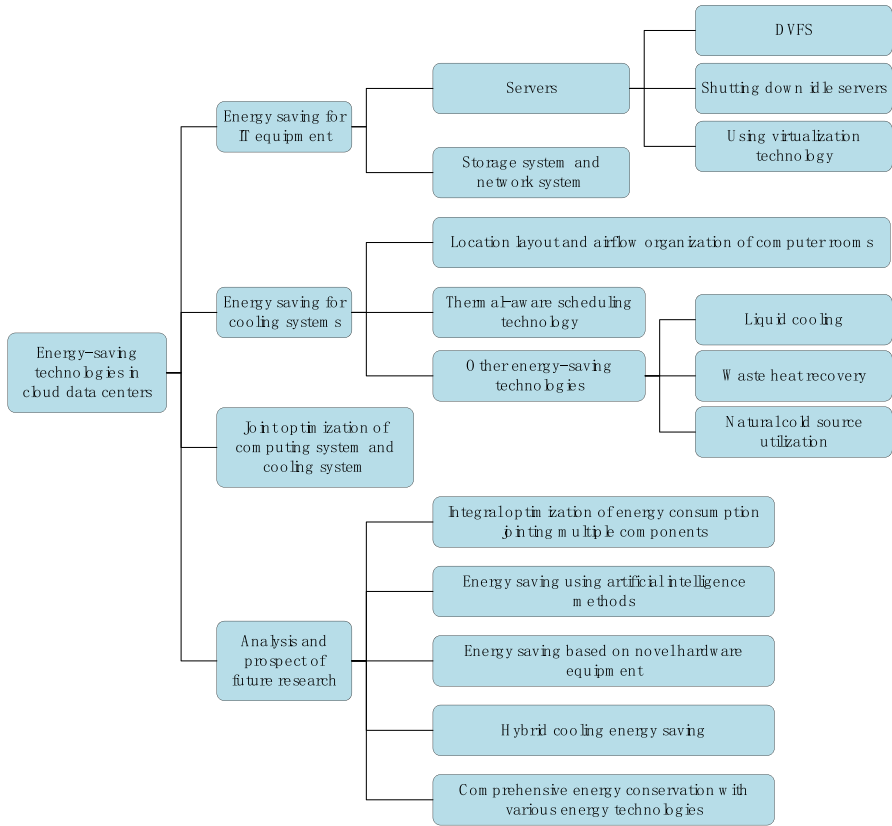 Energy-saving
technologies in
cloud data centers
Energy saving for
IT equipment
Servers
DVFS
Shutting down idle servers
Using virtualization
technology
Storage system and
network system
Energy saving for
cooling systems
Location layout and airflow organization of computer rooms
Thermal-aware scheduling
technology
Other energy-saving
technologies
Liquid cooling
Waste heat recovery
Natural cold source
utilization
Joint optimization of
computing system and
cooling system
Analysis and
prospect of
future research
Integral optimization of energy consumption
jointing multiple components
Energy saving using artificial intelligence
methods
Energy saving based on novel hardware
equipment
Hybrid cooling energy saving
Comprehensive energy conservation with
various energy technologies